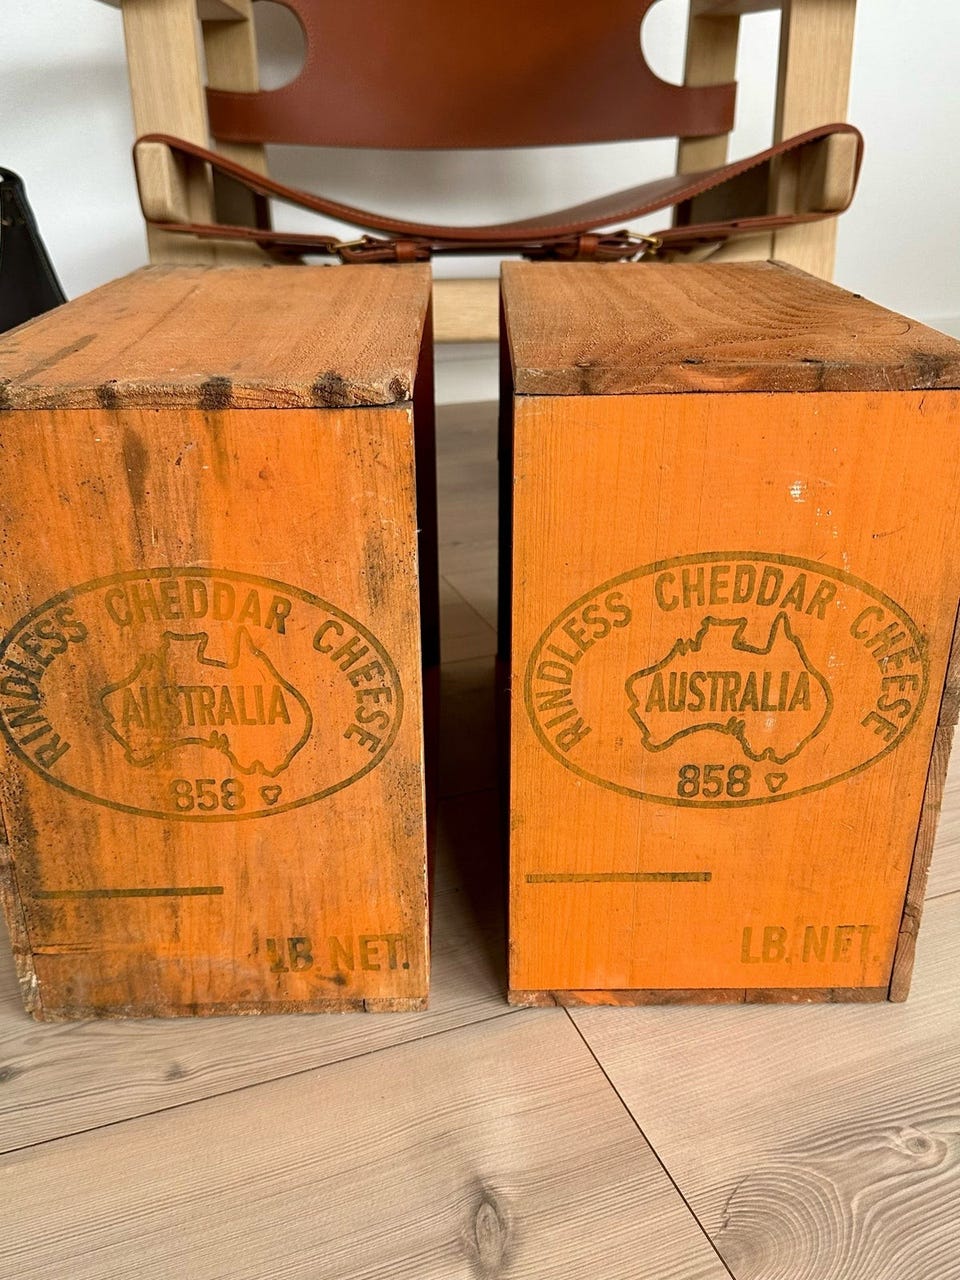 RINDLESS CHEDDAR CHEESE
AUSTRALIA
858
LB. NET.
RINDLESS CHEDDAR CHEESE
AUSTRALIA
858
LB. NET.